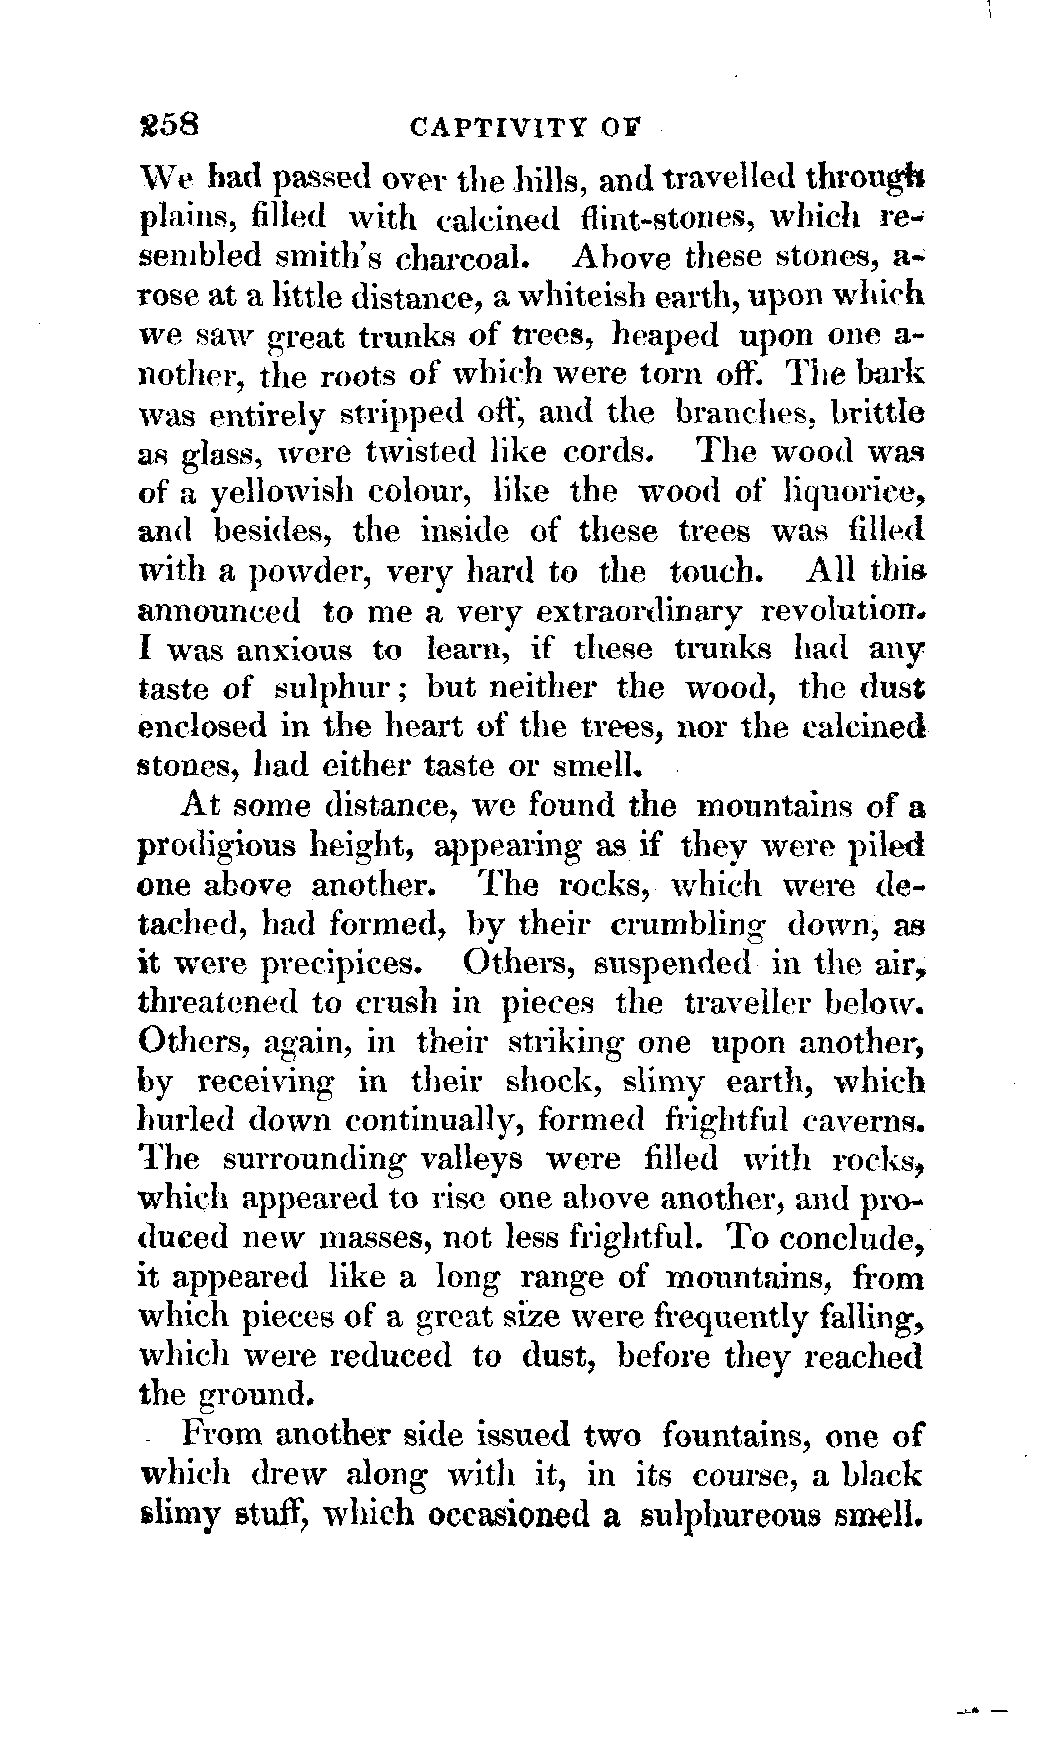 258 CAPTIVITY OF
We had passed over the hills, and travelled through
plains, filled with calcined flint-stones, which re-
sembled smith's charcoal. Above these stones, a-
rose at a little distance, a whiteish earth, upon which
we saw great trunks of trees, heaped upon one a-
nother, the roots of which were torn off. The bark
was entirely stripped off, and the branches, brittle
as glass, were twisted like cords. The wood was
of a yellowish colour, like the wood of liquorice,
and besides, the inside of these trees was filled
with a powder, very hard to the touch. All this
announced to me a very extraordinary revolution.
I was anxious to learn, if these trunks had any
taste of sulphur; but neither the wood, the dust
enclosed in the heart of the trees, nor the calcined
stones, had either taste or smell.
At some distance, we found the mountains of a
prodigious height, appearing as if they were piled
one above another. The rocks, which were de-
tached, had formed, by their crumbling down, as
it were precipices. Others, suspended in the air,
threatened to crush in pieces the traveller below.
Others, again, in their striking one upon another,
by receiving in their shock, slimy earth, which
hurled down continually, formed frightful caverns.
The surrounding valleys were filled with rocks,
which appeared to rise one above another, and pro-
duced new masses, not less frightful. To conclude,
it appeared like a long range of mountains, from
which pieces of a great size were frequently falling,
which were reduced to dust, before they reached
the ground.
From another side issued two fountains, one of
which drew along with it, in its course, a black
slimy stuff, which occasioned a sulphureous smell.